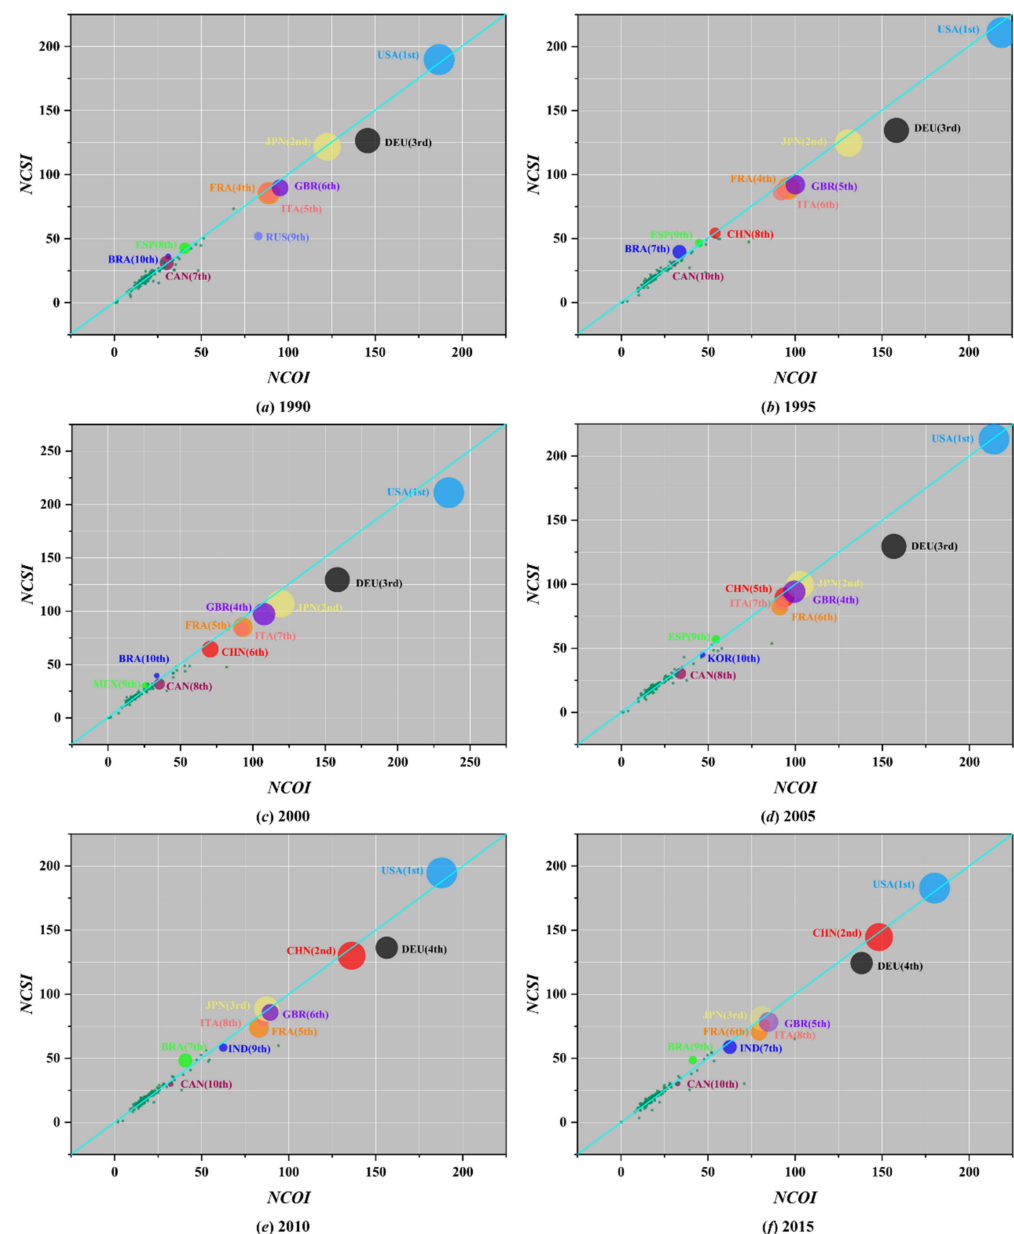 200
150
100
50
0
NCSI
USA(1st)
JPN(2nd)
DEU(3rd)
FRA(4th)
GBR(6th)
ITA(5th)
RUS(9th)
ESP(8th)
BRA(10th)
CAN(7th)
0 50 100 150 200
NCOI
(a) 1990
200
150
100
50
0
NCSI
USA(1st)
JPN(2nd)
DEU(3rd)
FRA(4th)
GBR(5th)
ITA(6th)
ESP(9th)
CHN(8th)
BRA(7th)
CAN(10th)
0 50 100 150 200
NCOI
(b) 1995
250
200
150
100
50
0
NCSI
USA(1st)
DEU(3rd)
GBR(4th)
JPN(2nd)
FRA(5th)
ITA(7th)
CHN(6th)
BRA(10th)
MEX(9th)
CAN(8th)
0 50 100 150 200 250
NCOI
(c) 2000
200
150
100
50
0
NCSI
USA(1st)
DEU(3rd)
CHN(5th)
JPN(2nd)
ITA(7th)
GBR(4th)
FRA(6th)
ESP(9th)
KOR(10th)
CAN(8th)
0 50 100 150 200
NCOI
(d) 2005
200
150
100
50
0
NCSI
USA(1st)
CHN(2nd)
DEU(4th)
JPN(3rd)
GBR(6th)
ITA(8th)
FRA(5th)
BRA(7th)
IND(9th)
CAN(10th)
0 50 100 150 200
NCOI
(e) 2010
200
150
100
50
0
NCSI
USA(1st)
CHN(2nd)
DEU(4th)
JPN(3rd)
GBR(5th)
FRA(6th)
ITA(8th)
BRA(9th)
IND(7th)
CAN(10th)
0 50 100 150 200
NCOI
(f) 2015